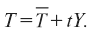 T = T̅ + tY.